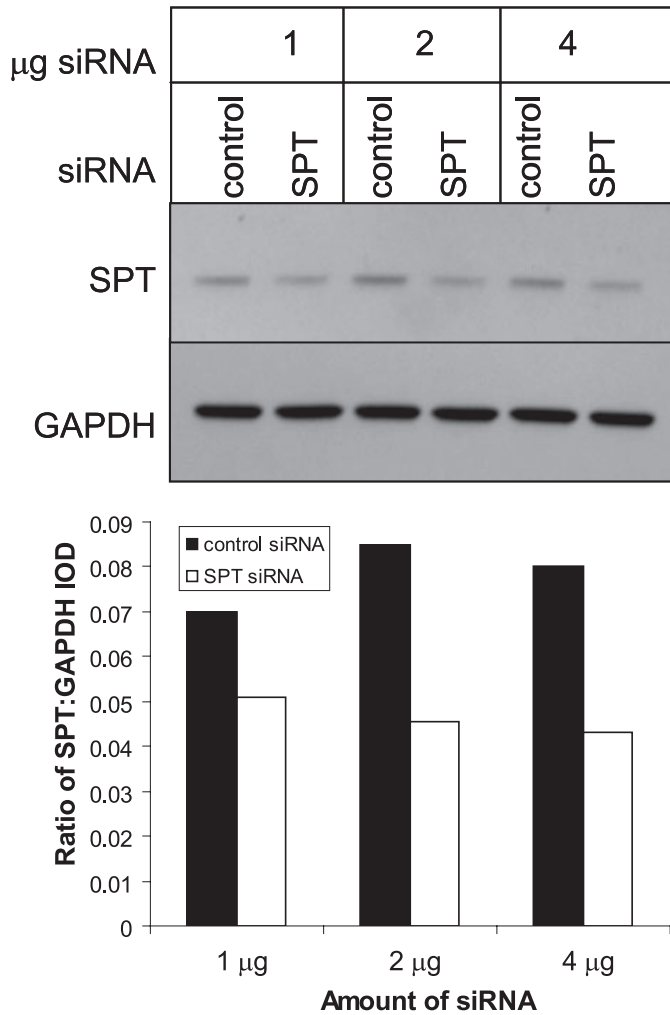 μg siRNA 1 2 4
siRNA control SPT control SPT control SPT
SPT
GAPDH
0.09
0.08
0.07
0.06
0.05
0.04
0.03
0.02
0.01
0
Ratio of SPT:GAPDH IOD
control siRNA
SPT siRNA
1 μg 2 μg 4 μg
Amount of siRNA